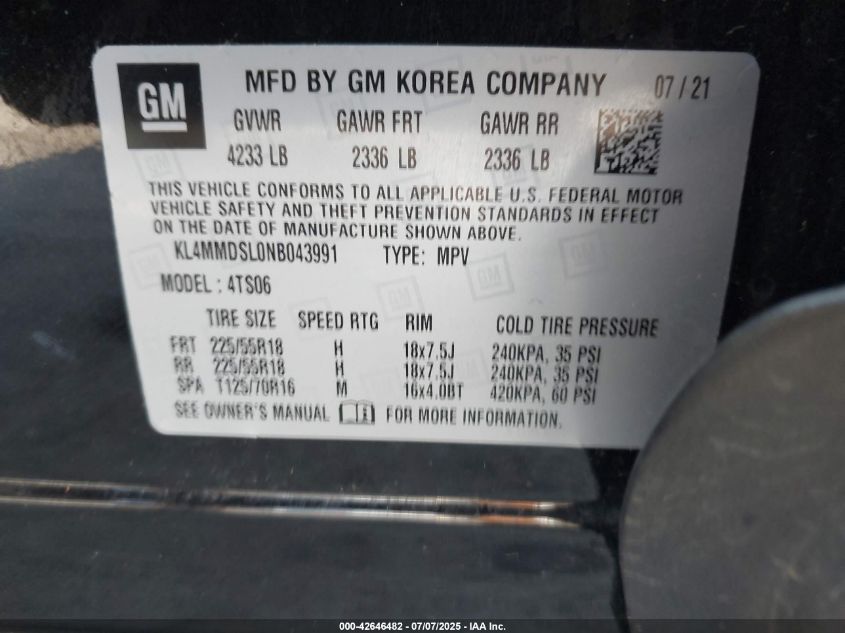 GM MFD BY GM KOREA COMPANY 07/21
GVWR GAWR FRT GAWR RR
4233 LB 2336 LB 2336 LB
THIS VEHICLE CONFORMS TO ALL APPLICABLE U.S. FEDERAL MOTOR
VEHICLE SAFETY AND THEFT PREVENTION STANDARDS IN EFFECT
ON THE DATE OF MANUFACTURE SHOWN ABOVE.
KL4MMDSL0NB043991 TYPE: MPV
MODEL : 4TS06
TIRE SIZE SPEED RTG RIM COLD TIRE PRESSURE
FRT 225/55R18 H 18x7.5J 240KPA, 35 PSI
RR 225/55R18 H 18x7.5J 240KPA, 35 PSI
SPA T125/70R16 M 16x4.0BT 420KPA, 60 PSI
SEE OWNER'S MANUAL FOR MORE INFORMATION.
000-42646482 - 07/07/2025 - IAA Inc.